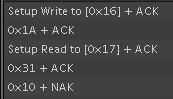 Setup Write to [0x16] + ACK
0x1A + ACK
Setup Read to [0x17] + ACK
0x31 + ACK
0x10 + NAK